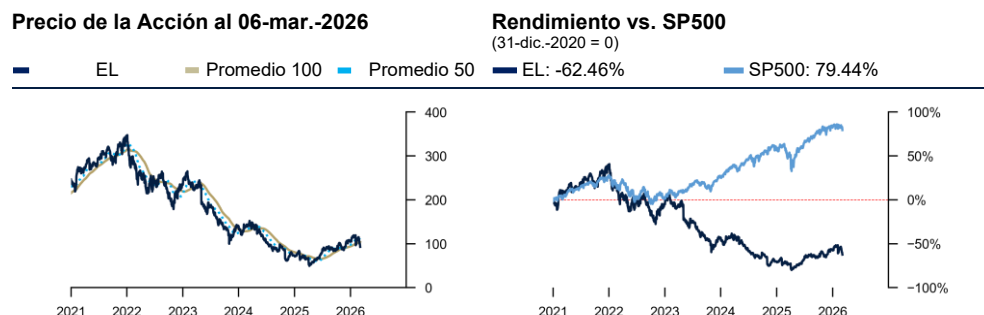 Precio de la Acción al 06-mar.-2026
EL
Promedio 100
Promedio 50
400
300
200
100
0
2021
2022
2023
2024
2025
2026
Rendimiento vs. SP500
(31-dic.-2020 = 0)
EL: -62.46%
SP500: 79.44%
100%
50%
0%
−50%
−100%
2021
2022
2023
2024
2025
2026